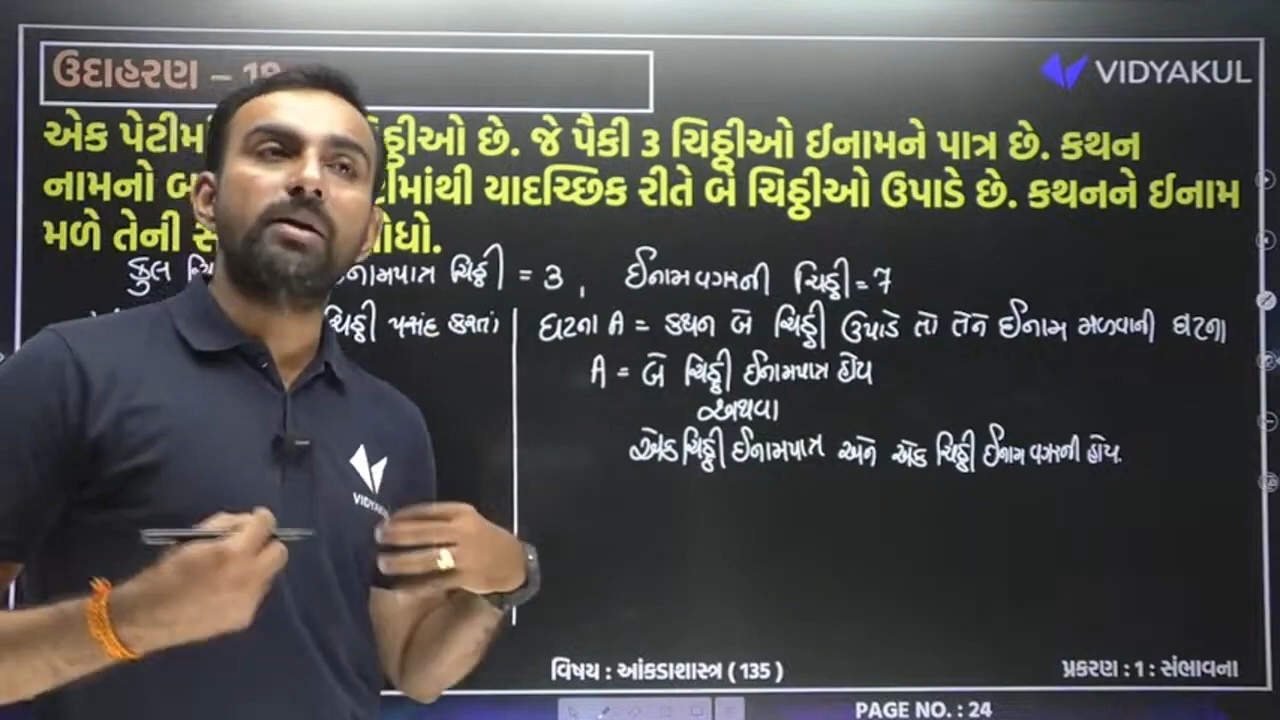 ઉદાહરણ – 19
VIDYAKUL
એક પેટીમાં ચિઠ્ઠીઓ છે. જે પૈકી 3 ચિઠ્ઠીઓ ઈનામને પાત્ર છે. કથન
નામનો પેટીમાંથી યાદચ્છિક રીતે બે ચિઠ્ઠીઓ ઉપાડે છે. કથનને ઈનામ
મળે તેની શોધો.
કુલ ઈનામપાત્ર ચિઠ્ઠી = 3 , ઈનામ વગરની ચિઠ્ઠી = 7
ચિઠ્ઠી પસંદ કરતાં
ઘટના A = કથન બે ચિઠ્ઠી ઉપાડે તો તેને ઈનામ મળવાની ઘટના
A = બે ચિઠ્ઠી ઈનામપાત્ર હોય
અથવા
એક ચિઠ્ઠી ઈનામપાત્ર અને એક ચિઠ્ઠી ઈનામ વગરની હોય.
VIDYAKUL
વિષય : આંકડાશાસ્ત્ર ( 135 )
પ્રકરણ : 1 : સંભાવના
PAGE NO. : 24